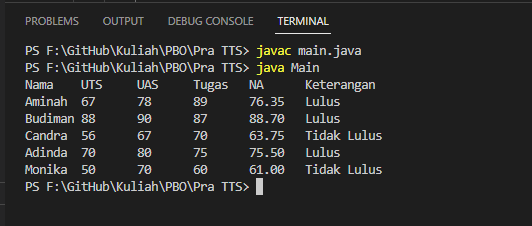 PROBLEMS OUTPUT DEBUG CONSOLE TERMINAL
PS F:\GitHub\Kuliah\PBO\Pra TTS> javac main.java
PS F:\GitHub\Kuliah\PBO\Pra TTS> java Main
Nama UTS UAS Tugas NA Keterangan
Aminah 67 78 89 76.35 Lulus
Budiman 88 90 87 88.70 Lulus
Candra 56 67 70 63.75 Tidak Lulus
Adinda 70 80 75 75.50 Lulus
Monika 50 70 60 61.00 Tidak Lulus
PS F:\GitHub\Kuliah\PBO\Pra TTS>